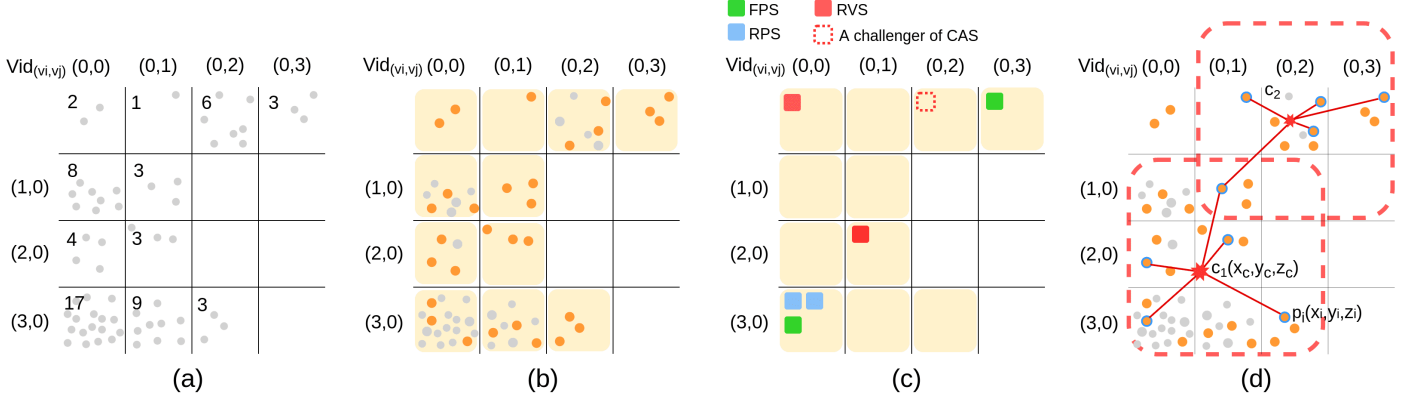 FPS
RVS
RPS
A challenger of CAS
Vid(vi,vj) (0,0) (0,1) (0,2) (0,3)
2 1 6 3
(1,0) 8 3
(2,0) 4 3
(3,0) 17 9 3
(a)
Vid(vi,vj) (0,0) (0,1) (0,2) (0,3)
(1,0)
(2,0)
(3,0)
(b)
Vid(vi,vj) (0,0) (0,1) (0,2) (0,3)
(1,0)
(2,0)
(3,0)
(c)
Vid(vi,vj) (0,0) (0,1) (0,2) (0,3)
c2
(1,0)
(2,0)
c1(xc,yc,zc)
(3,0)
pi(xi,yi,zi)
(d)